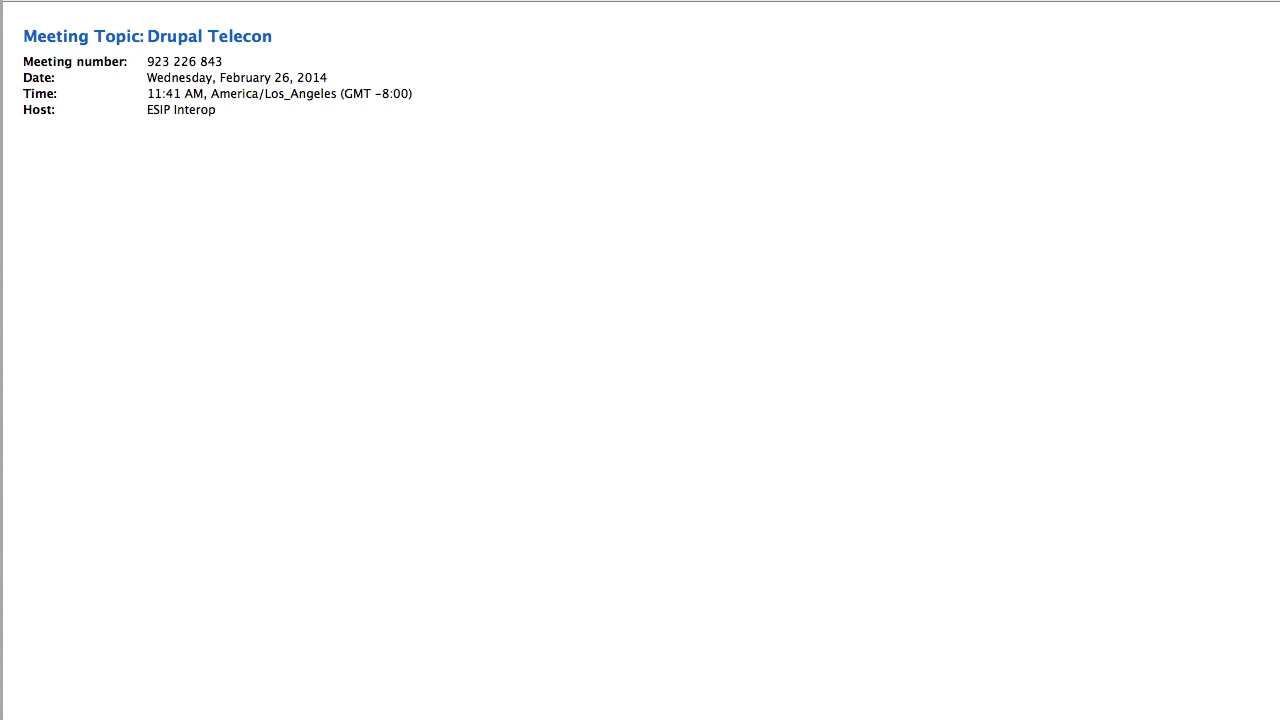 Meeting Topic: Drupal Telecon
Meeting number: 923 226 843
Date: Wednesday, February 26, 2014
Time: 11:41 AM, America/Los_Angeles (GMT -8:00)
Host: ESIP Interop